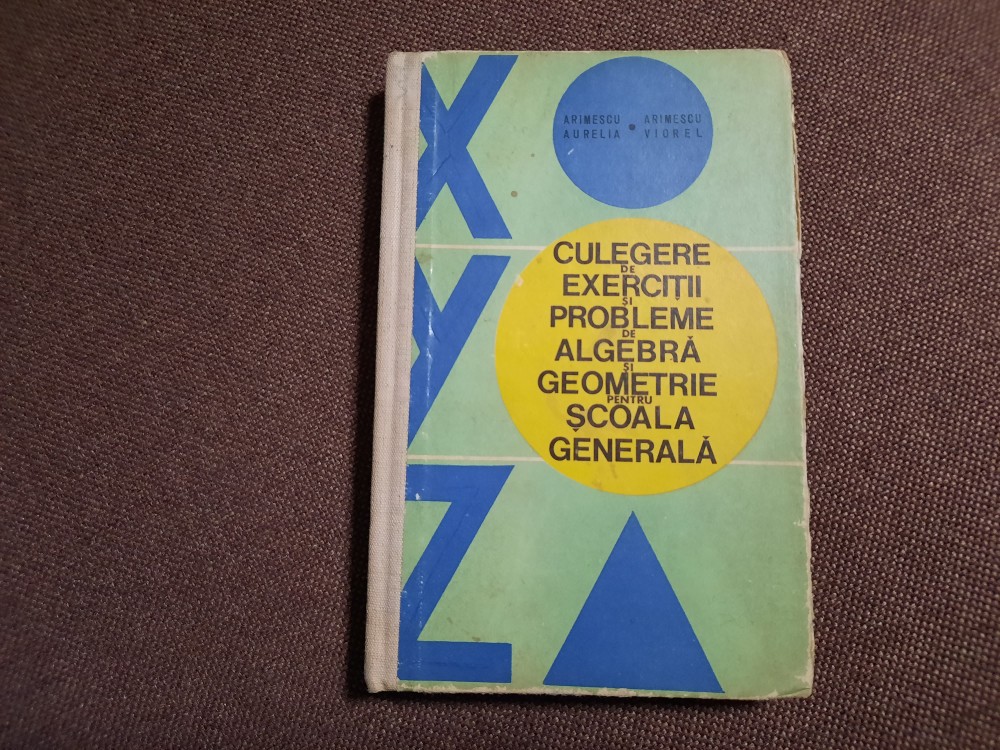 X
ARIMESCU ARIMESCU
AURELIA • VIOREL
CULEGERE
DE
EXERCIȚII
ȘI
PROBLEME
DE
ALGEBRĂ
ȘI
GEOMETRIE
PENTRU
ȘCOALA
GENERALĂ
Y
Z